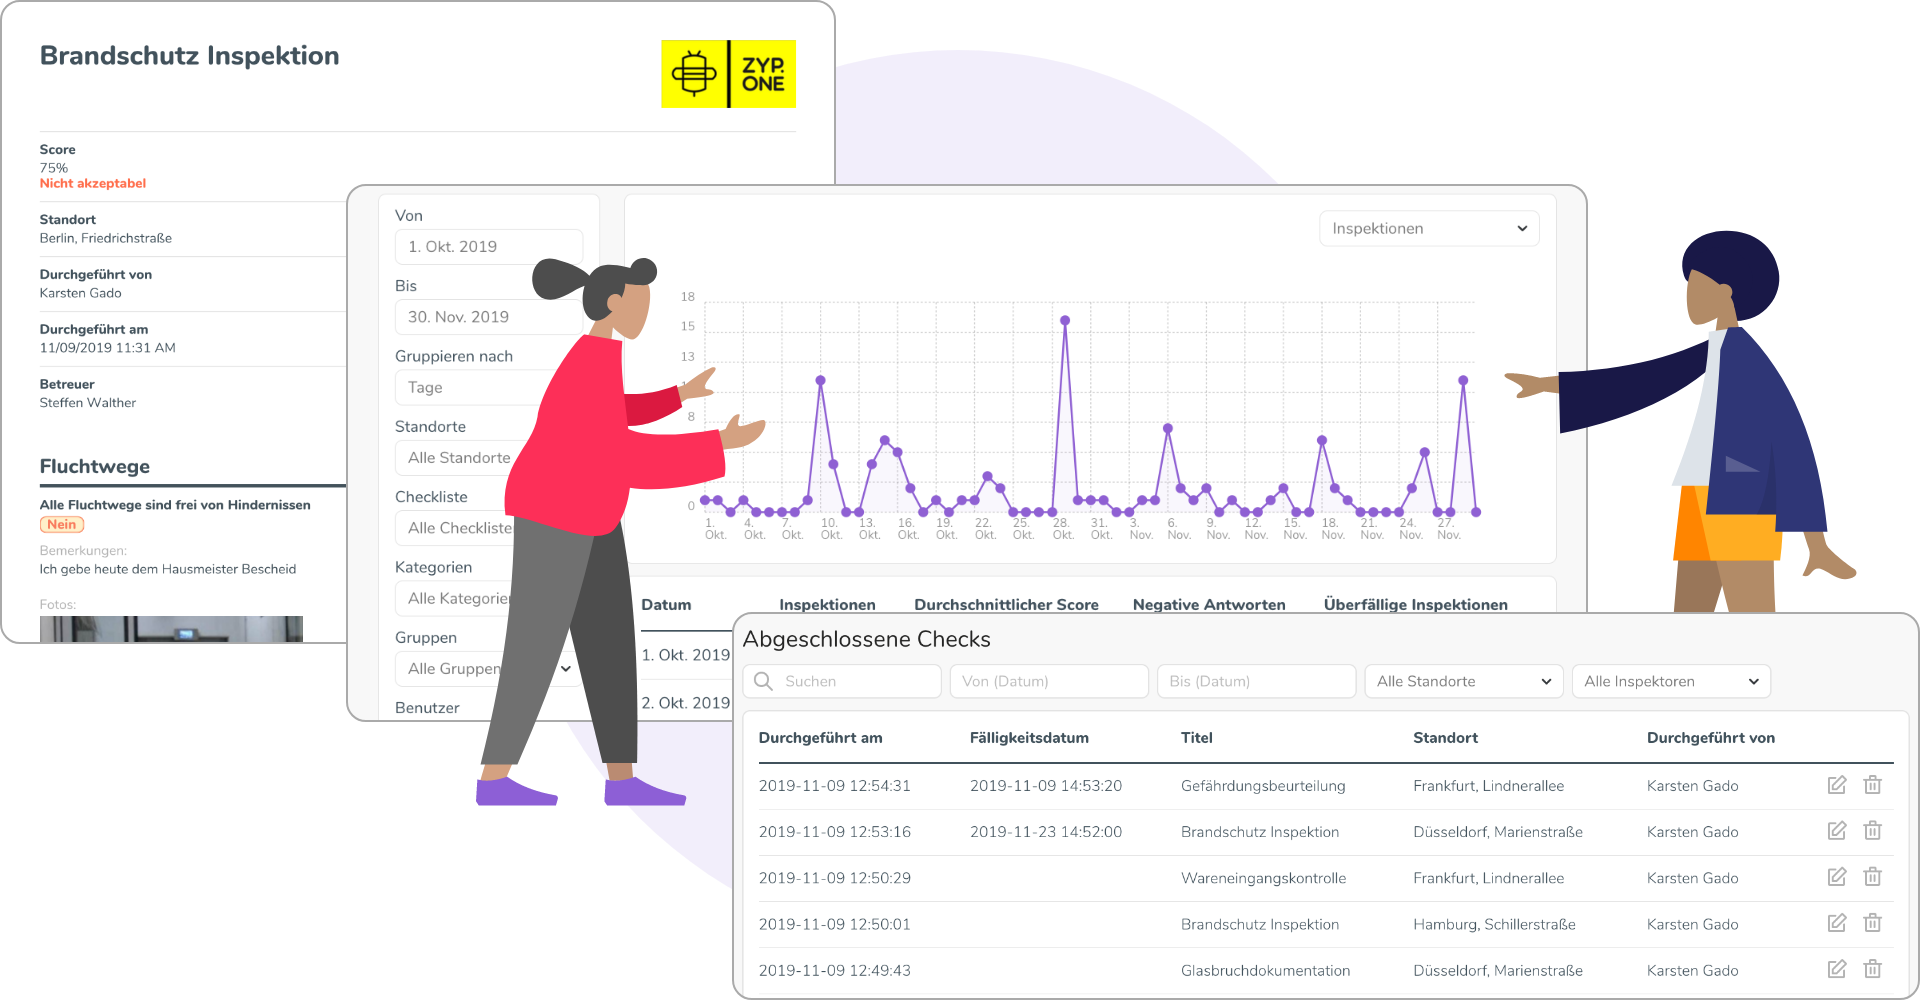 Brandschutz Inspektion
ZYP.
ONE
Score
75%
Nicht akzeptabel
Standort
Berlin, Friedrichstraße
Durchgeführt von
Karsten Gado
Durchgeführt am
11/09/2019 11:31 AM
Betreuer
Steffen Walther
Fluchtwege
Alle Fluchtwege sind frei von Hindernissen
Nein
Bemerkungen:
Ich gebe heute dem Hausmeister Bescheid
Fotos:
Von
1. Okt. 2019
Bis
30. Nov. 2019
Gruppieren nach
Tage
Standorte
Alle Standorte
Checkliste
Alle Checkliste
Kategorien
Alle Kategorien
Gruppen
Alle Gruppen
Benutzer
Inspektionen
18
15
13
8
0
1. Okt. 4. Okt. 7. Okt. 10. Okt. 13. Okt. 16. Okt. 19. Okt. 22. Okt. 25. Okt. 28. Okt. 31. Okt. 3. Nov. 6. Nov. 9. Nov. 12. Nov. 15. Nov. 18. Nov. 21. Nov. 24. Nov. 27. Nov.
Datum Inspektionen Durchschnittlicher Score Negative Antworten Überfällige Inspektionen
1. Okt. 2019
2. Okt. 2019
Abgeschlossene Checks
Suchen Von (Datum) Bis (Datum) Alle Standorte Alle Inspektoren
Durchgeführt am Fälligkeitsdatum Titel Standort Durchgeführt von
2019-11-09 12:54:31 2019-11-09 14:53:20 Gefährdungsbeurteilung Frankfurt, Lindnerallee Karsten Gado
2019-11-09 12:53:16 2019-11-23 14:52:00 Brandschutz Inspektion Düsseldorf, Marienstraße Karsten Gado
2019-11-09 12:50:29 Wareneingangskontrolle Frankfurt, Lindnerallee Karsten Gado
2019-11-09 12:50:01 Brandschutz Inspektion Hamburg, Schillerstraße Karsten Gado
2019-11-09 12:49:43 Glasbruchdokumentation Düsseldorf, Marienstraße Karsten Gado